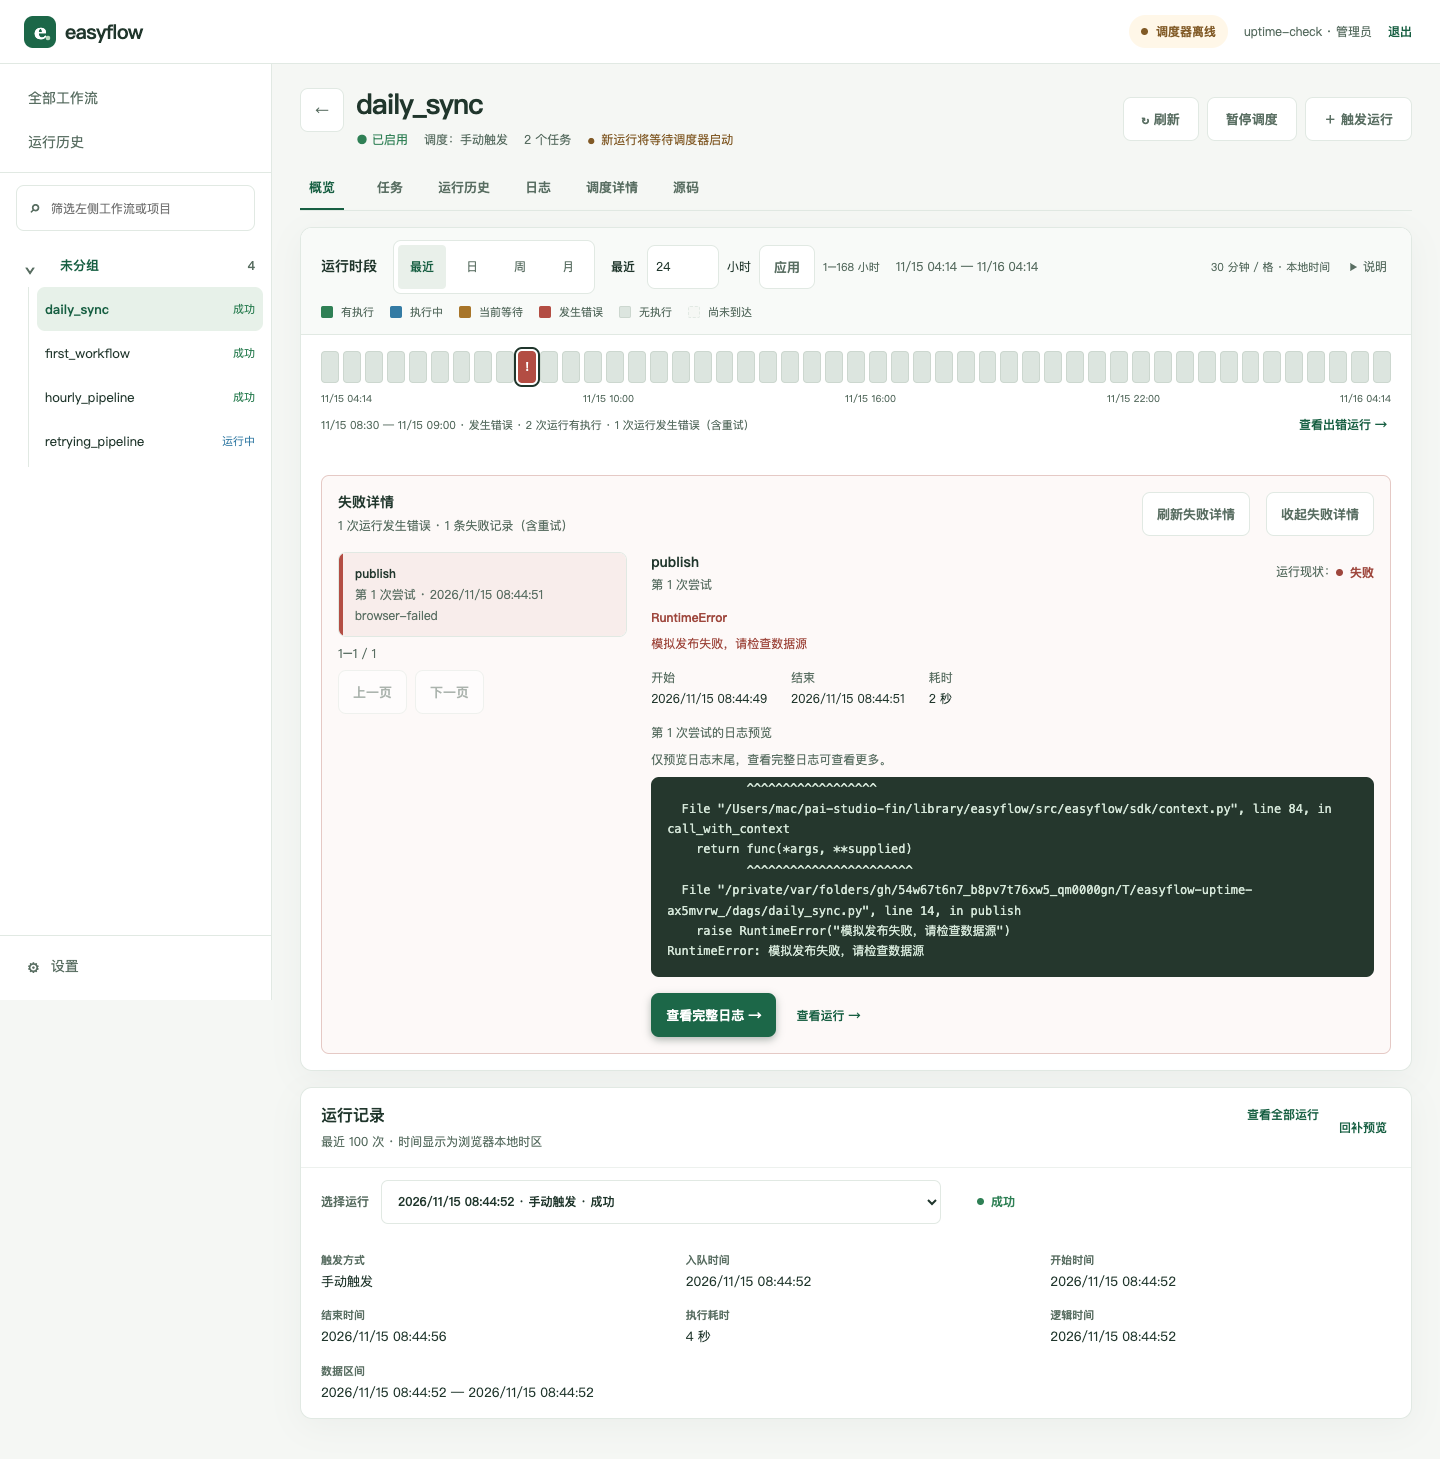 e.
easyflow
调度器离线
uptime-check · 管理员
退出
全部工作流
运行历史
筛选左侧工作流或项目
未分组
4
daily_sync
成功
first_workflow
成功
hourly_pipeline
成功
retrying_pipeline
运行中
设置
←
daily_sync
已启用
调度：手动触发
2 个任务
新运行将等待调度器启动
↻ 刷新
暂停调度
＋ 触发运行
概览
任务
运行历史
日志
调度详情
源码
运行时段
最近
日
周
月
最近
24
小时
应用
1–168 小时
11/15 04:14 — 11/16 04:14
30 分钟 / 格 · 本地时间
▶ 说明
有执行
执行中
当前等待
发生错误
无执行
尚未到达
!
11/15 04:14
11/15 10:00
11/15 16:00
11/15 22:00
11/16 04:14
11/15 08:30 — 11/15 09:00 · 发生错误 · 2 次运行有执行 · 1 次运行发生错误（含重试）
查看出错运行 →
失败详情
1 次运行发生错误 · 1 条失败记录（含重试）
刷新失败详情
收起失败详情
publish
第 1 次尝试 · 2026/11/15 08:44:51
browser-failed
1–1 / 1
上一页
下一页
publish
第 1 次尝试
运行现状：
失败
RuntimeError
模拟发布失败，请检查数据源
开始
2026/11/15 08:44:49
结束
2026/11/15 08:44:51
耗时
2 秒
第 1 次尝试的日志预览
仅预览日志末尾，查看完整日志可查看更多。
^^^^^^^^^^^^^^^^^^
File "/Users/mac/pai-studio-fin/library/easyflow/src/easyflow/sdk/context.py", line 84, in
call_with_context
return func(*args, **supplied)
^^^^^^^^^^^^^^^^^^^^^^^
File "/private/var/folders/gh/54w67t6n7_b8pv7t76xw5_qm0000gn/T/easyflow-uptime-
ax5mvrw_/dags/daily_sync.py", line 14, in publish
raise RuntimeError("模拟发布失败，请检查数据源")
RuntimeError: 模拟发布失败，请检查数据源
查看完整日志 →
查看运行 →
运行记录
最近 100 次 · 时间显示为浏览器本地时区
查看全部运行
回补预览
选择运行
2026/11/15 08:44:52 · 手动触发 · 成功
成功
触发方式
手动触发
入队时间
2026/11/15 08:44:52
开始时间
2026/11/15 08:44:52
结束时间
2026/11/15 08:44:56
执行耗时
4 秒
逻辑时间
2026/11/15 08:44:52
数据区间
2026/11/15 08:44:52 — 2026/11/15 08:44:52